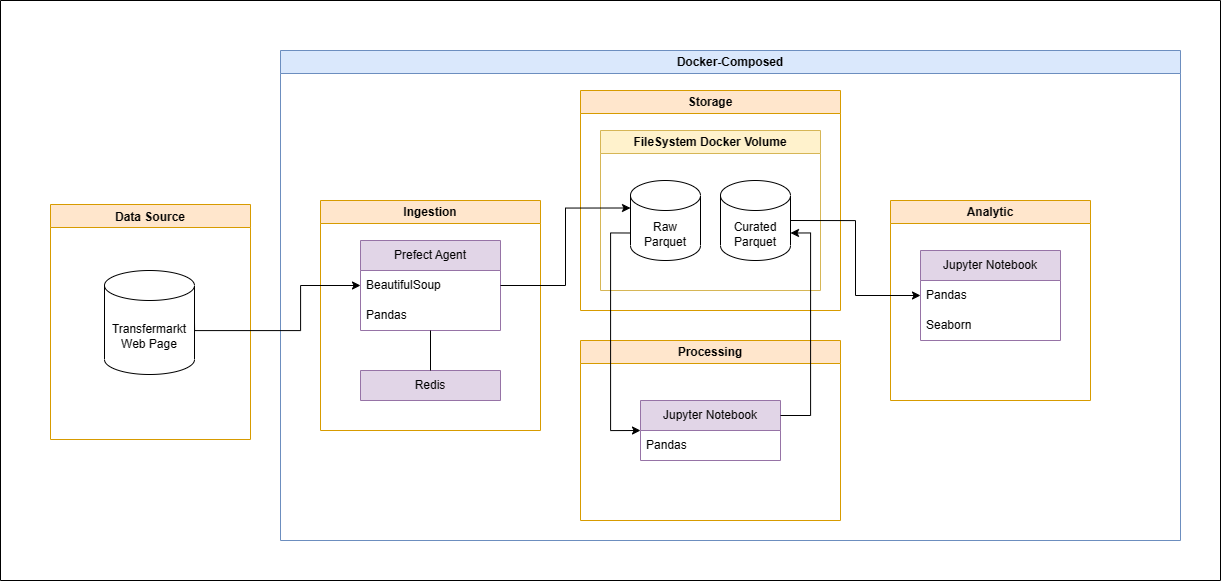 Docker-Composed
Data Source
Transfermarkt
Web Page
Ingestion
Prefect Agent
BeautifulSoup
Pandas
Redis
Storage
FileSystem Docker Volume
Raw
Parquet
Curated
Parquet
Processing
Jupyter Notebook
Pandas
Analytic
Jupyter Notebook
Pandas
Seaborn